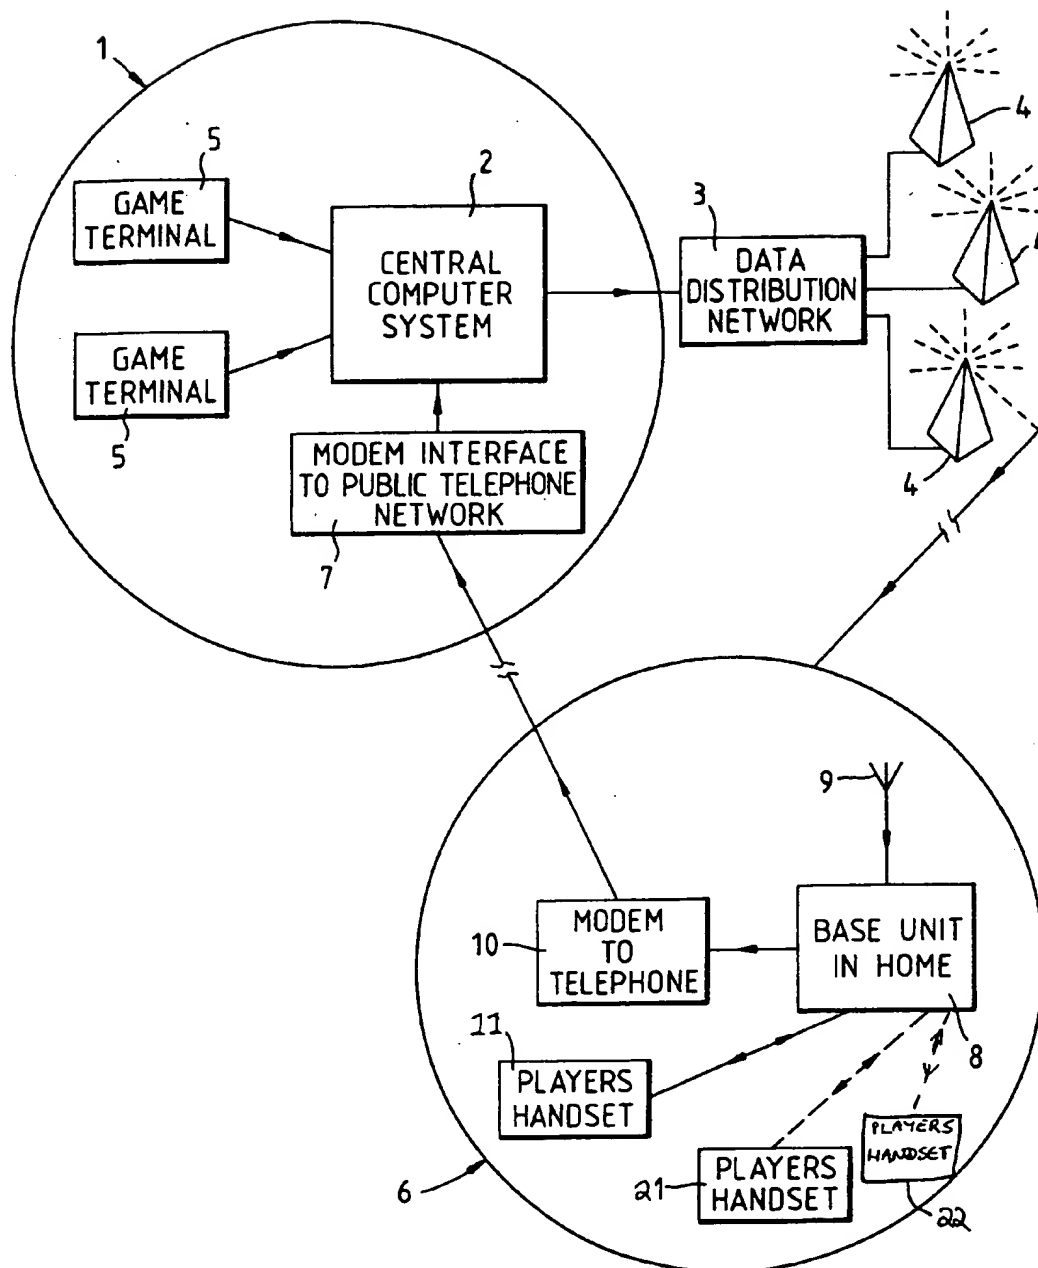 1
4
5
2
GAME
TERMINAL
CENTRAL
COMPUTER
SYSTEM
3
DATA
DISTRIBUTION
NETWORK
GAME
TERMINAL
5
MODEM INTERFACE
TO PUBLIC TELEPHONE
NETWORK
7
4
9
10
MODEM
TO
TELEPHONE
BASE UNIT
IN HOME
8
11
PLAYERS
HANDSET
PLAYERS
HANDSET
21
PLAYERS
HANDSET
22
6